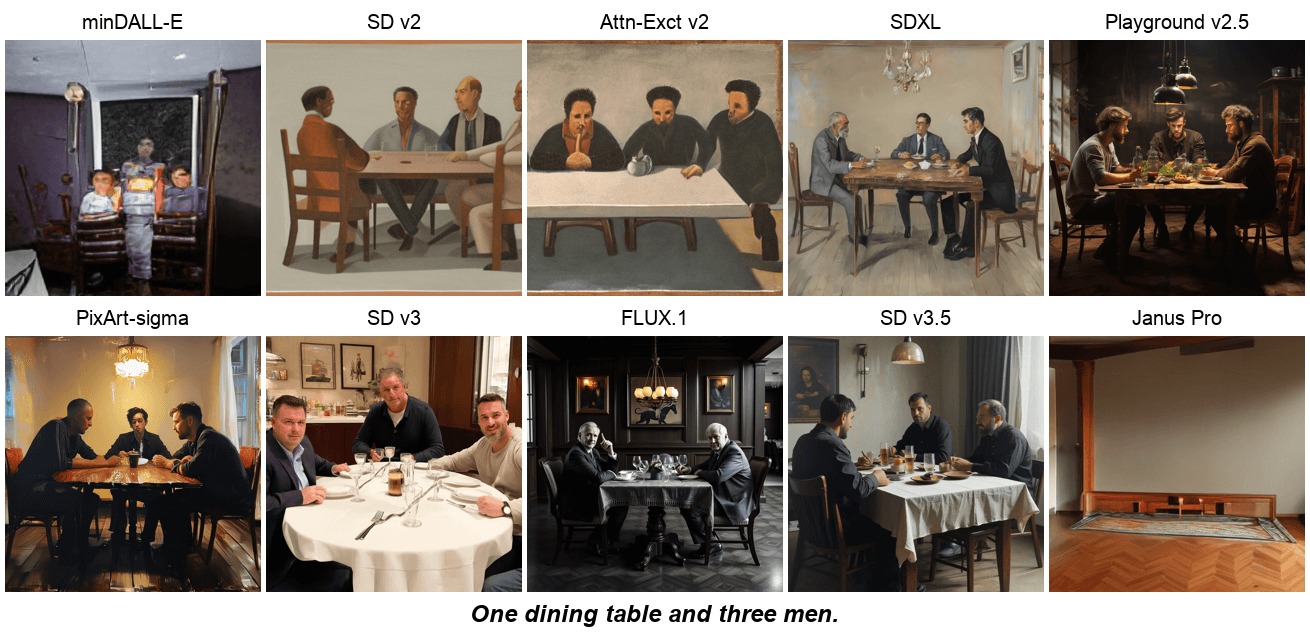 minDALL-E
SD v2
Attn-Exct v2
SDXL
Playground v2.5
PixArt-sigma
SD v3
FLUX.1
SD v3.5
Janus Pro
One dining table and three men.